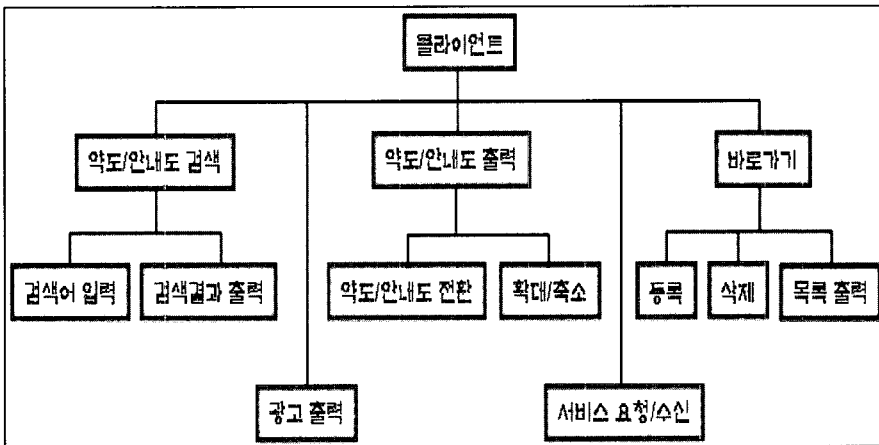 클라이언트
약도/안내도 검색
약도/안내도 출력
바로가기
검색어 입력
검색결과 출력
약도/안내도 전환
확대/축소
등록
삭제
목록 출력
광고 출력
서비스 요청/수신